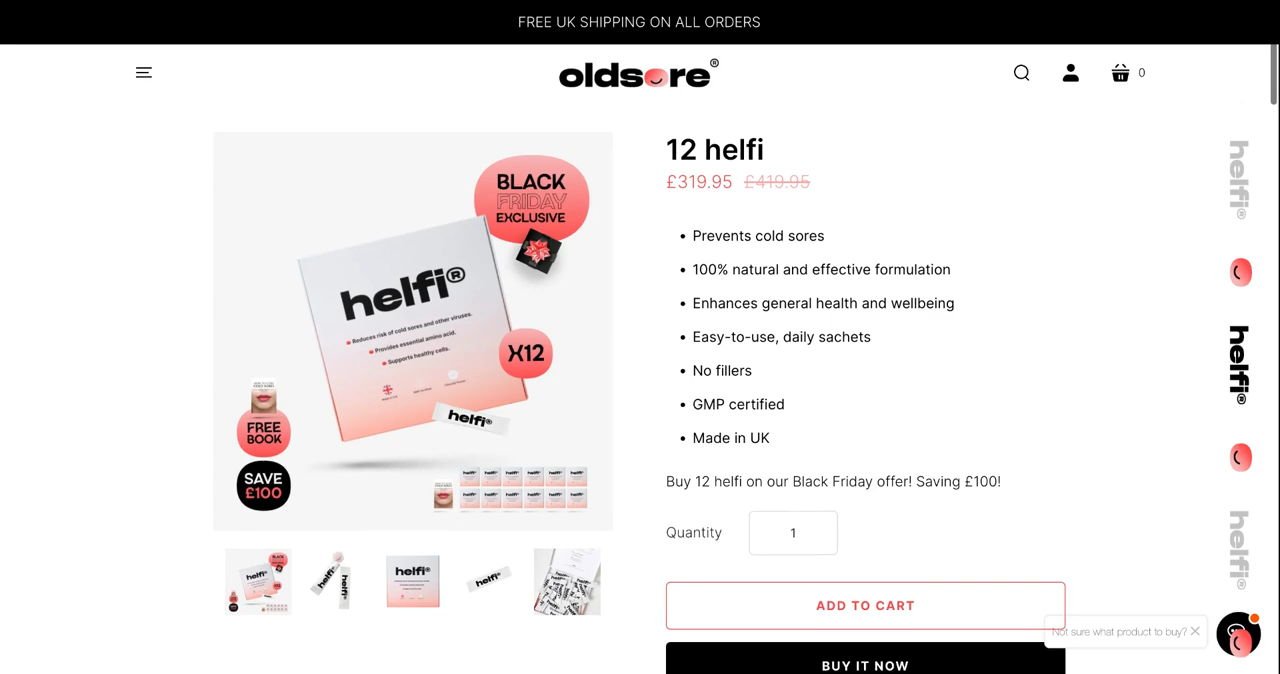 FREE UK SHIPPING ON ALL ORDERS
oldsore®
0
BLACK
FRIDAY
EXCLUSIVE
helfi®
Reduces risk of cold sores and other viruses.
Provides essential amino acid.
Supports healthy cells.
X12
helfi®
FREE
BOOK
SAVE
£100
12 helfi
£319.95 £419.95
• Prevents cold sores
• 100% natural and effective formulation
• Enhances general health and wellbeing
• Easy-to-use, daily sachets
• No fillers
• GMP certified
• Made in UK
Buy 12 helfi on our Black Friday offer! Saving £100!
Quantity 1
ADD TO CART
BUY IT NOW
Not sure what product to buy?
helfi®
helfi®
helfi®